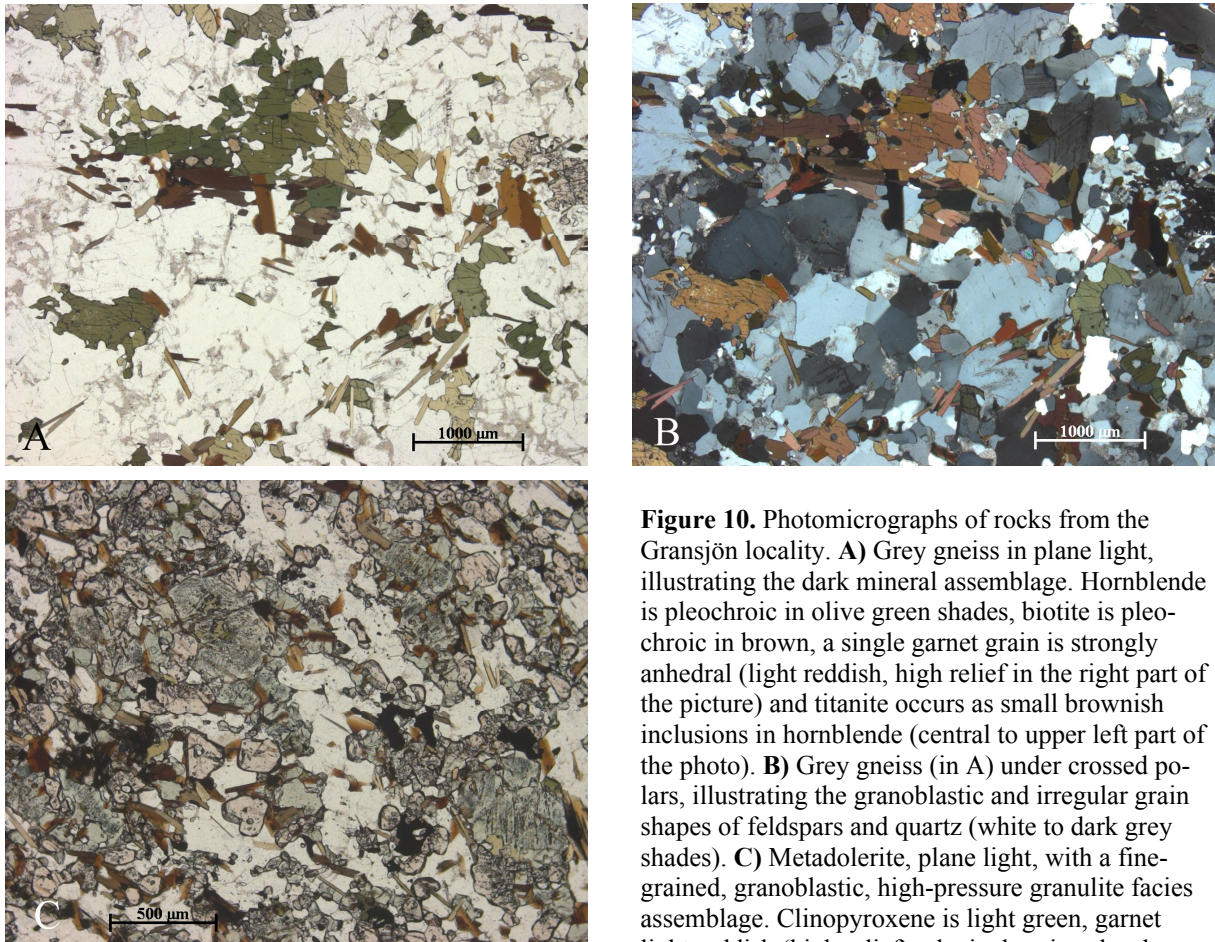 A
1000 µm
B
1000 µm
C
500 µm
Figure 10. Photomicrographs of rocks from the
Gransjön locality. A) Grey gneiss in plane light,
illustrating the dark mineral assemblage. Hornblende
is pleochroic in olive green shades, biotite is pleo-
chroic in brown, a single garnet grain is strongly
anhedral (light reddish, high relief in the right part of
the picture) and titanite occurs as small brownish
inclusions in hornblende (central to upper left part of
the photo). B) Grey gneiss (in A) under crossed po-
lars, illustrating the granoblastic and irregular grain
shapes of feldspars and quartz (white to dark grey
shades). C) Metadolerite, plane light, with a fine-
grained, granoblastic, high-pressure granulite facies
assemblage. Clinopyroxene is light green, garnet